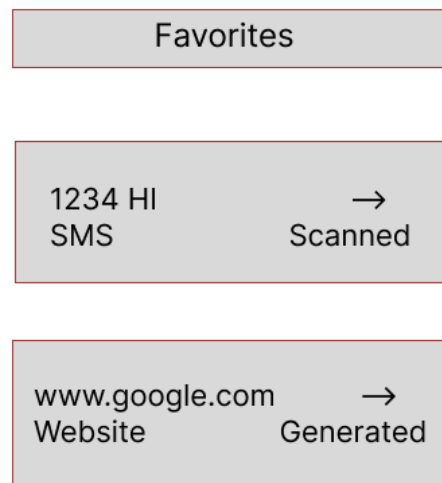 Favorites
1234 HI →
SMS Scanned
www.google.com →
Website Generated